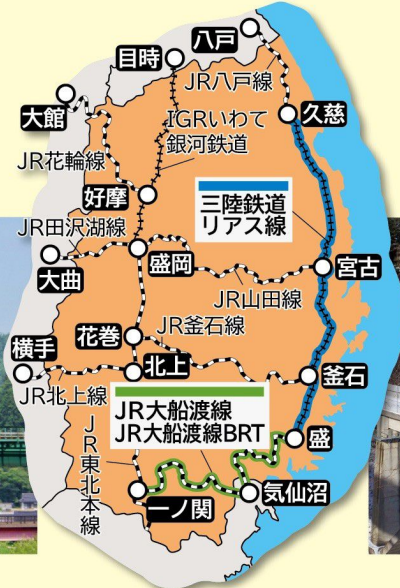 八戸
目時
JR八戸線
大館
久慈
IGRいわて
銀河鉄道
JR花輪線
好摩
三陸鉄道
リアス線
JR田沢湖線
盛岡
宮古
大曲
JR山田線
花巻
JR釜石線
横手
北上
釜石
JR北上線
JR大船渡線
JR大船渡線BRT
盛
JR東北本線
一ノ関
気仙沼